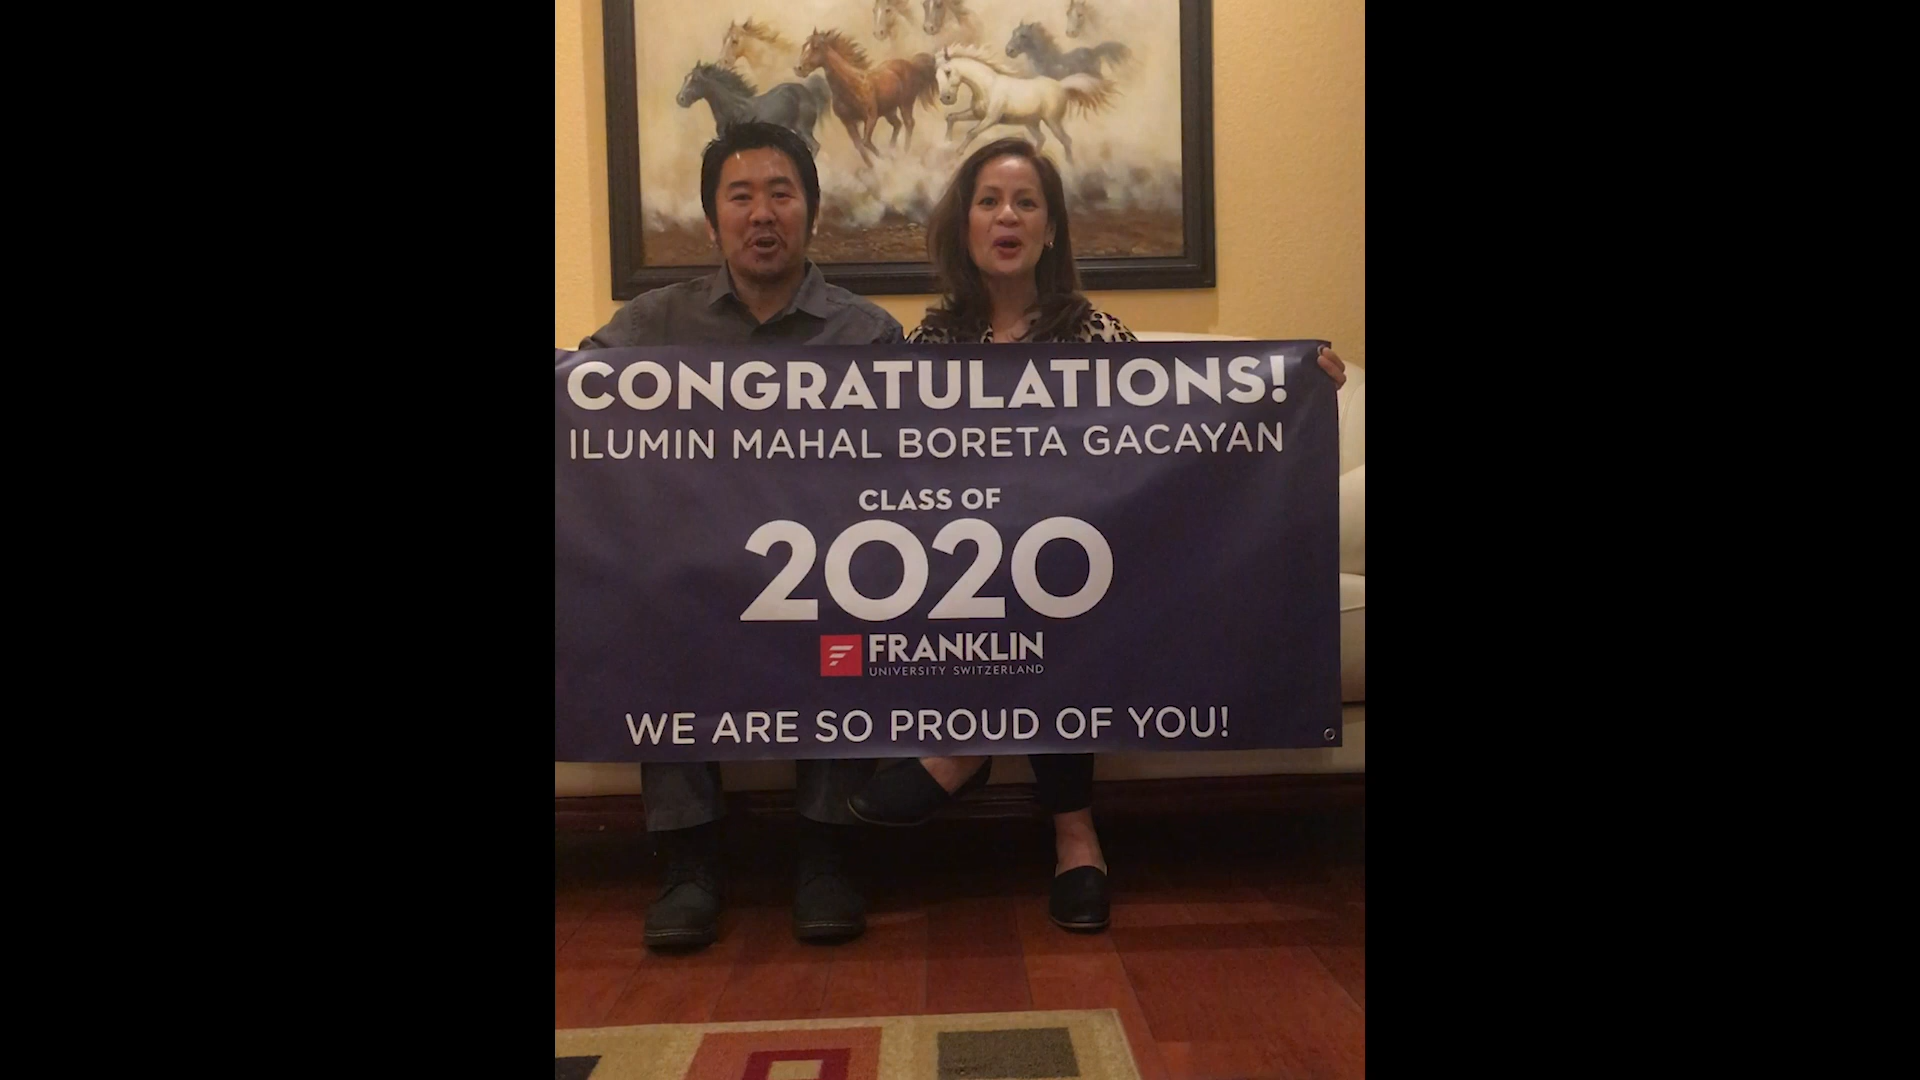 CONGRATULATIONS!
ILUMIN MAHAL BORETA GACAYAN
CLASS OF
2020
FRANKLIN
UNIVERSITY SWITZERLAND
WE ARE SO PROUD OF YOU!